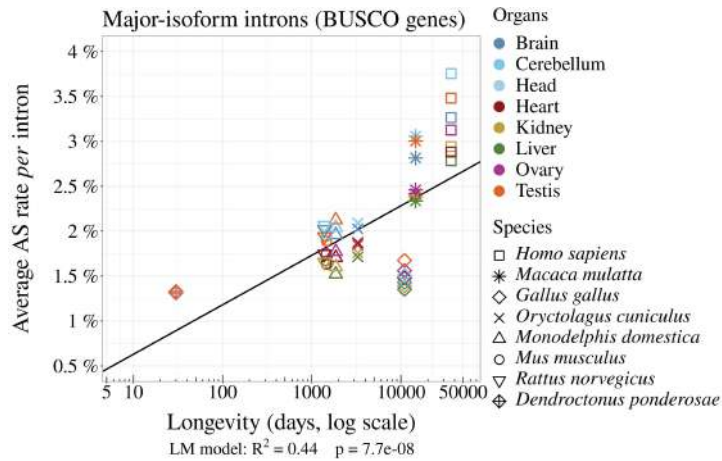 Major-isoform introns (BUSCO genes)
Average AS rate per intron
4 %
3.5 %
3 %
2.5 %
2 %
1.5 %
1 %
0.5 %
5 10 100 1000 10000 50000
Longevity (days, log scale)
LM model: R² = 0.44 p = 7.7e-08
Organs
Brain
Cerebellum
Head
Heart
Kidney
Liver
Ovary
Testis
Species
Homo sapiens
Macaca mulatta
Gallus gallus
Oryctolagus cuniculus
Monodelphis domestica
Mus musculus
Rattus norvegicus
Dendroctonus ponderosae